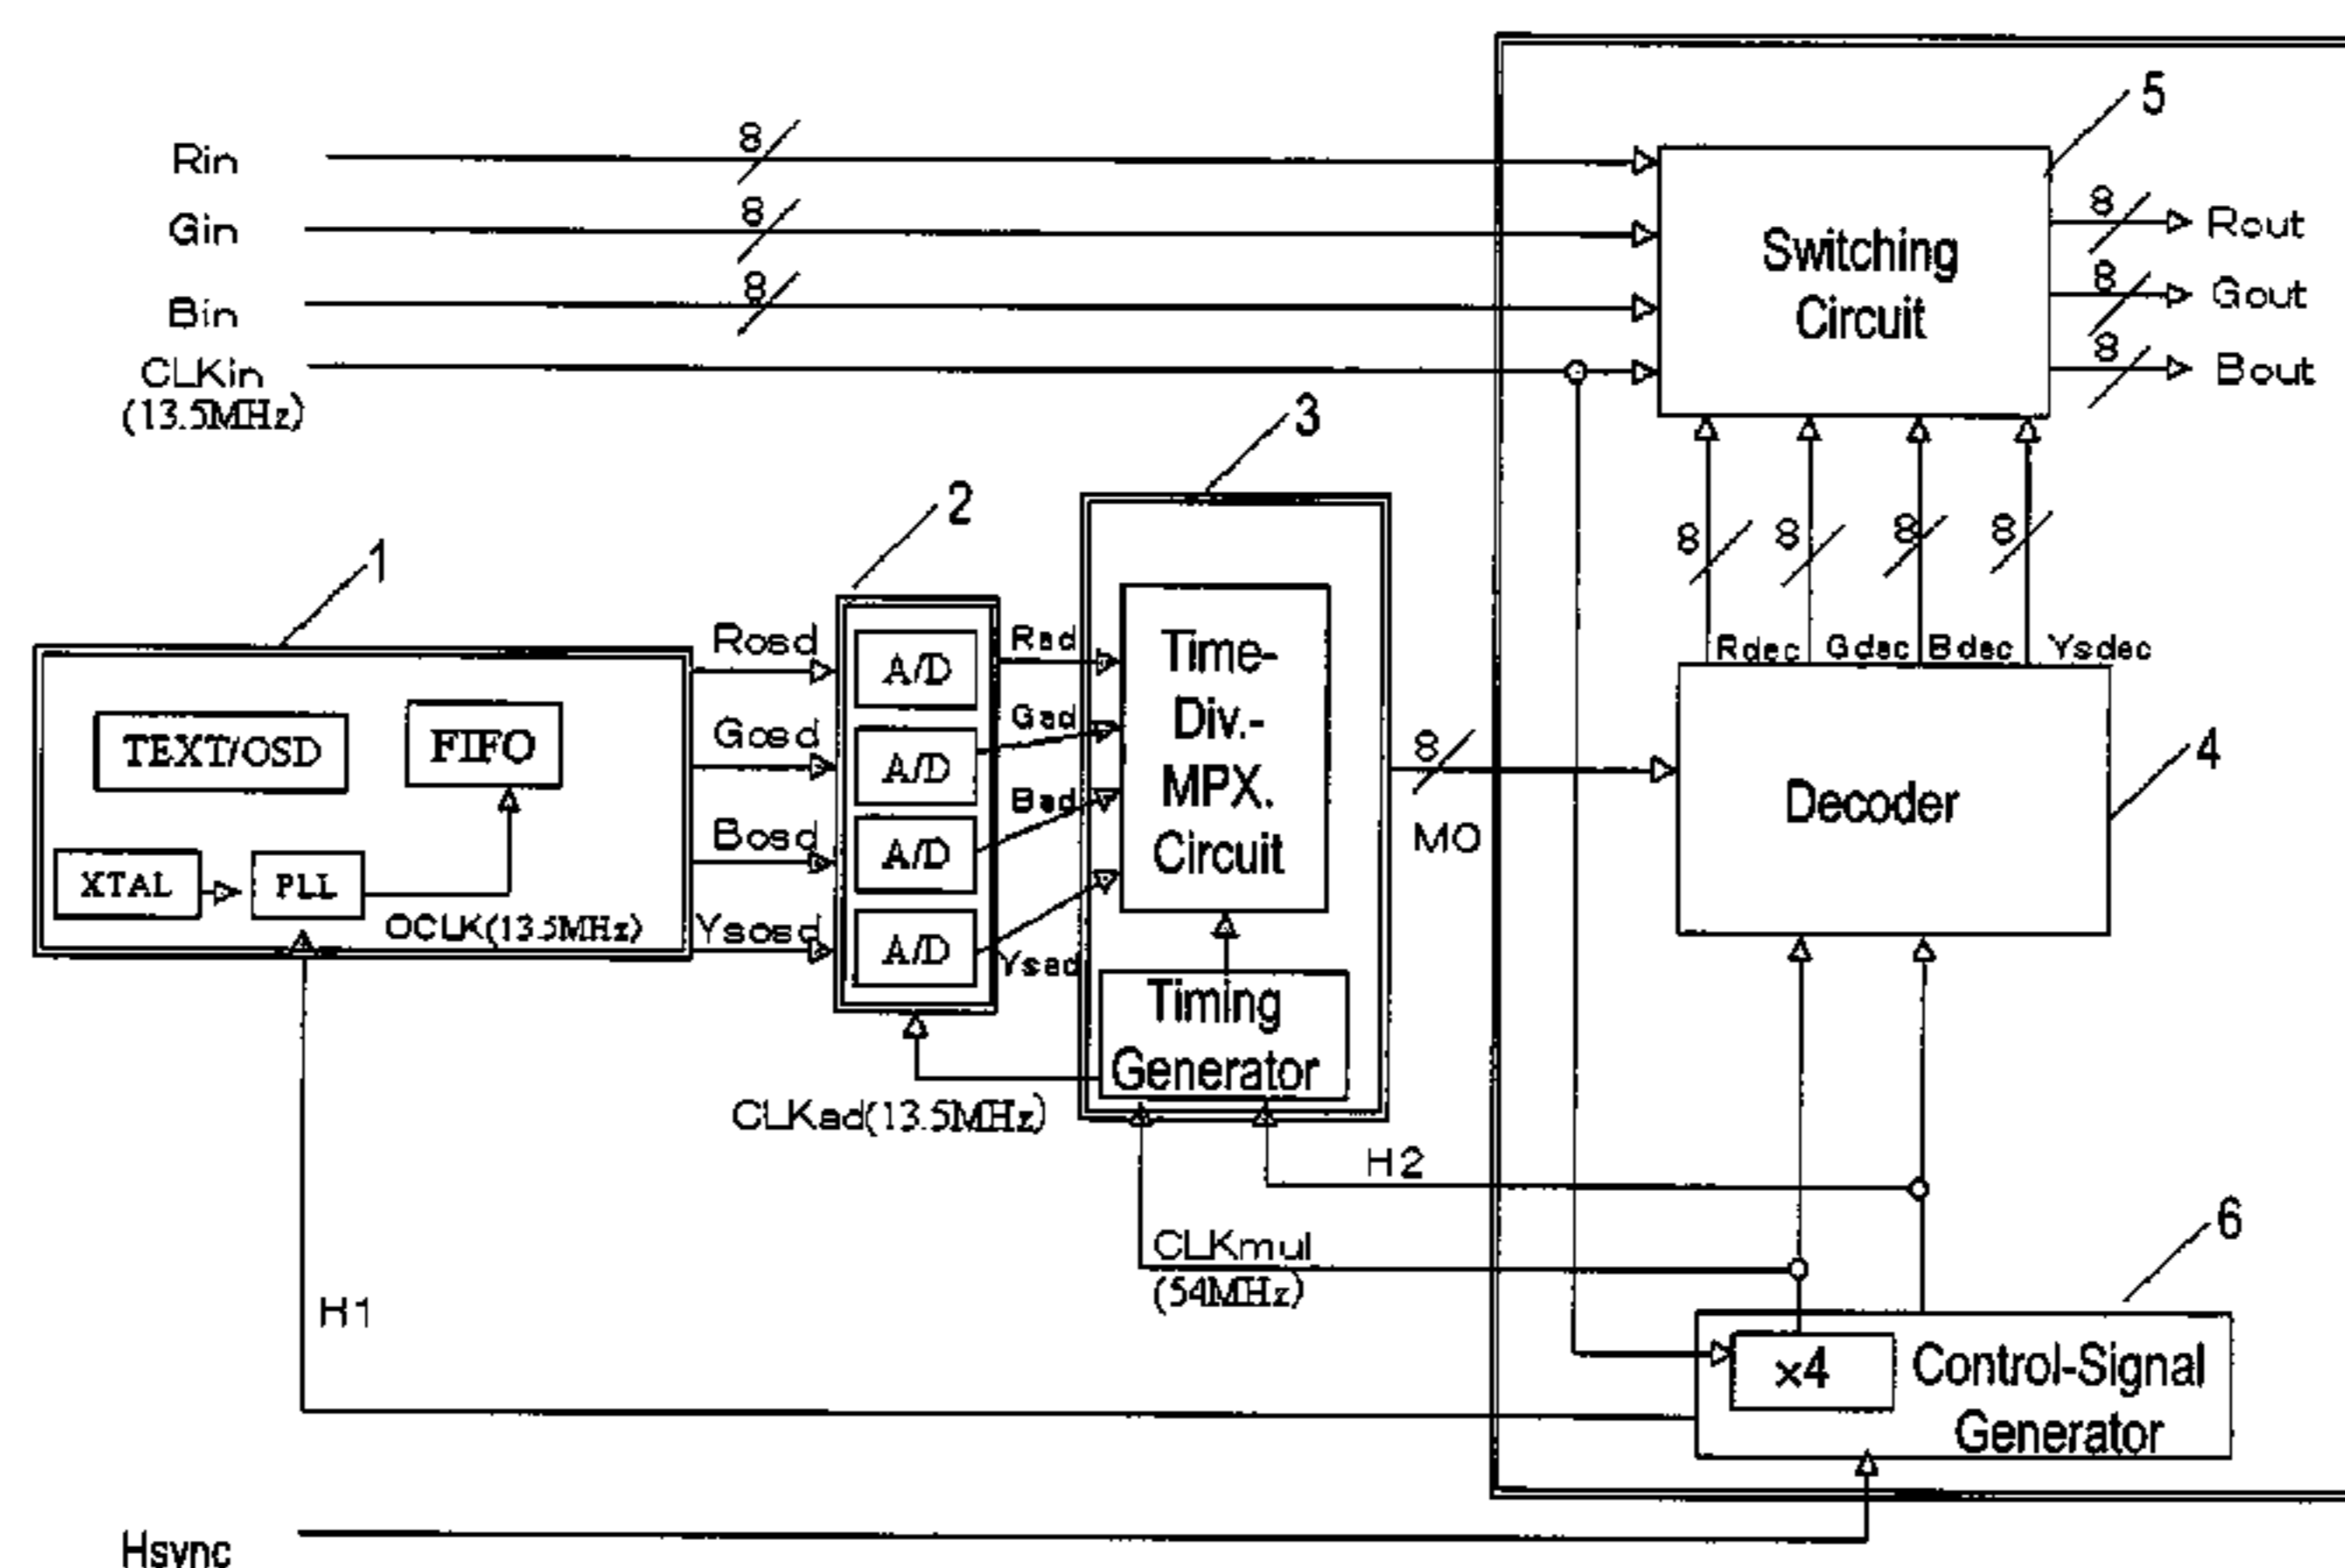 5
Rin
8
Gin
8
Bin
8
CLKin
(13.5MHz)
Switching
Circuit
8
Rout
8
Gout
8
Bout
1
2
3
8
8
8
8
Rdec
Gdec
Bdec
Ysdec
TEXT/OSD
FIFO
XTAL
PLL
OCLK(13.5MHz)
Rosd
Gosd
Bosd
Ysosd
A/D
A/D
A/D
A/D
Rad
Gad
Bad
Ysad
Time-
Div.-
MPX.
Circuit
Timing
Generator
8
MO
Decoder
4
CLKad(13.5MHz)
H2
CLKmul
(54MHz)
H1
6
×4
Control-Signal
Generator
Hsync